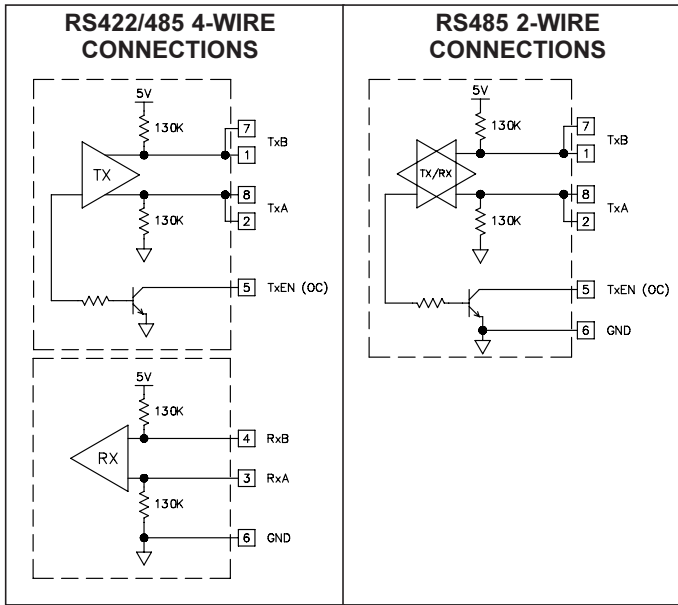 RS422/485 4-WIRE
CONNECTIONS
5V
130K
7
TxB
1
TX
8
TxA
2
130K
5 TxEN (OC)
5V
130K
4 RxB
RX
3 RxA
130K
6 GND
RS485 2-WIRE
CONNECTIONS
5V
130K
7
TxB
1
TX/RX
8
TxA
2
130K
5 TxEN (OC)
6 GND